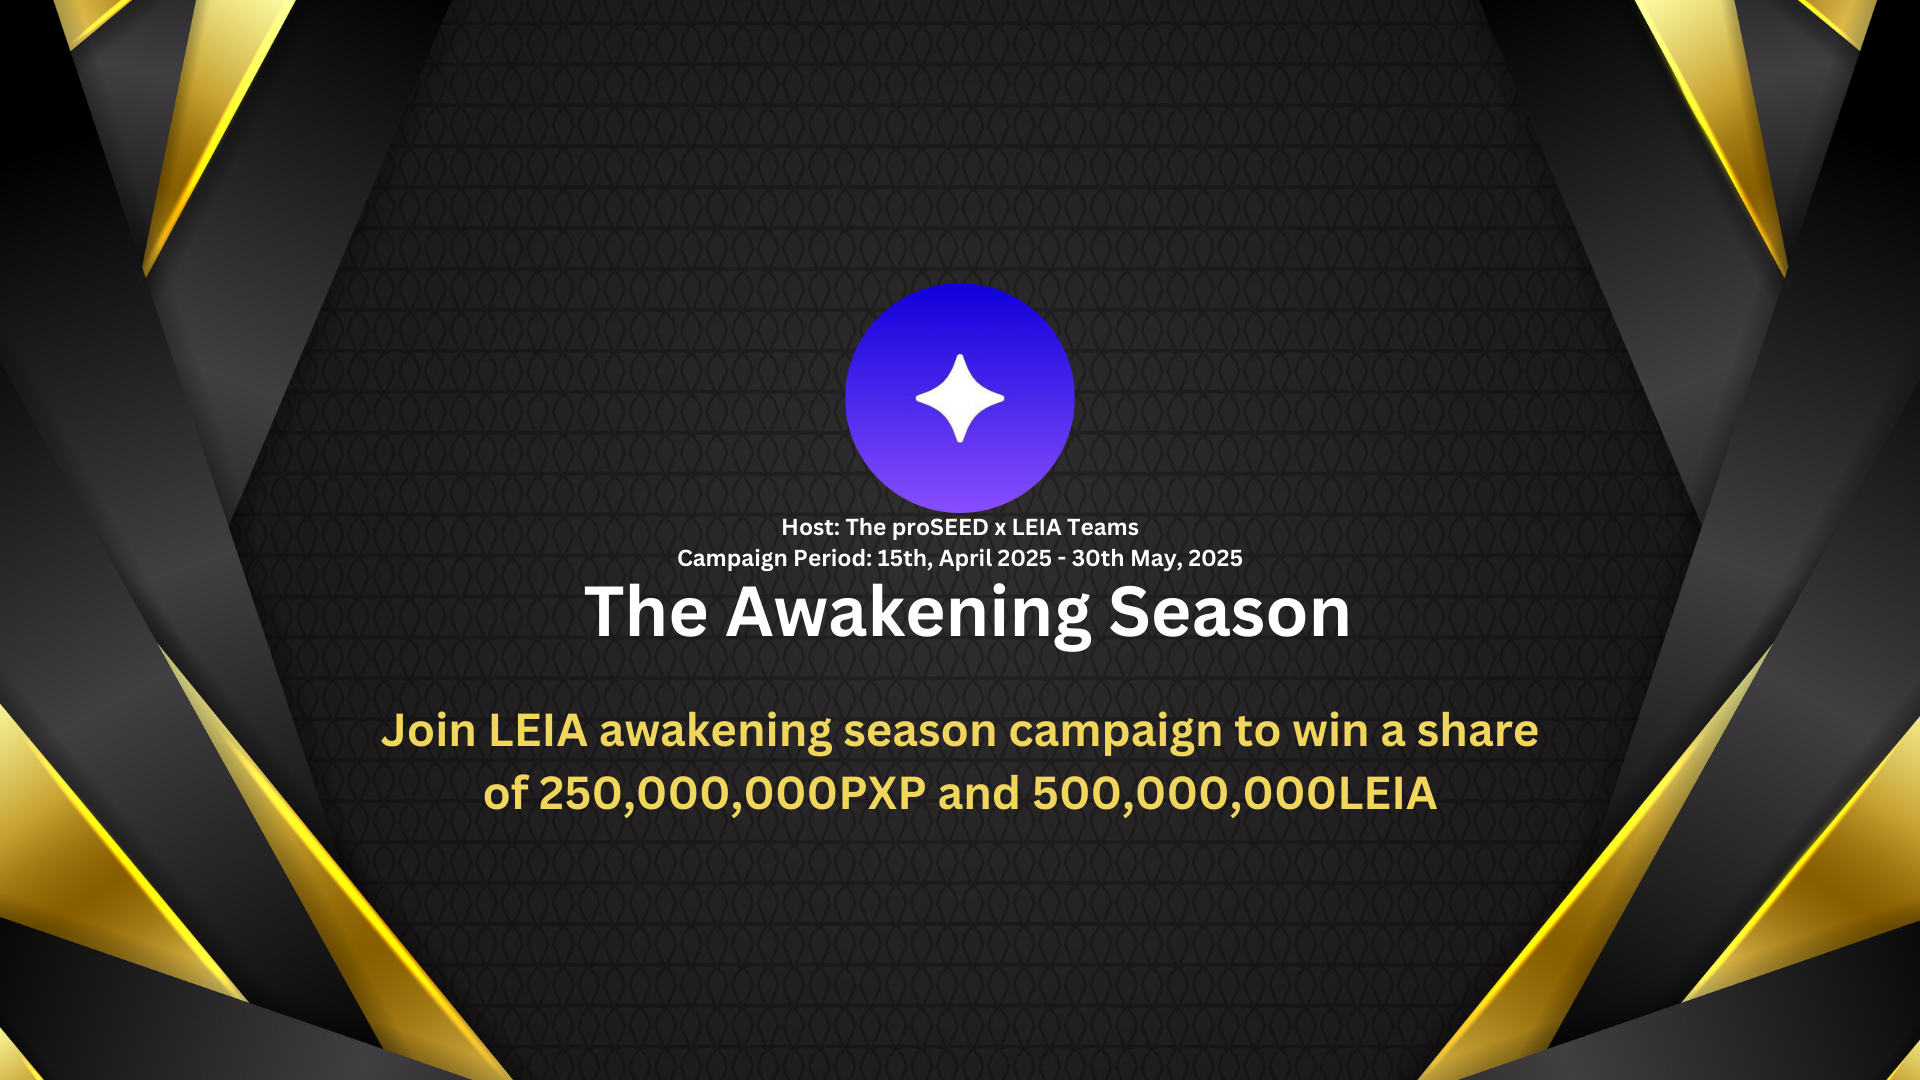 Host: The proSEED x LEIA Teams
Campaign Period: 15th, April 2025 - 30th May, 2025
The Awakening Season
Join LEIA awakening season campaign to win a share
of 250,000,000PXP and 500,000,000LEIA